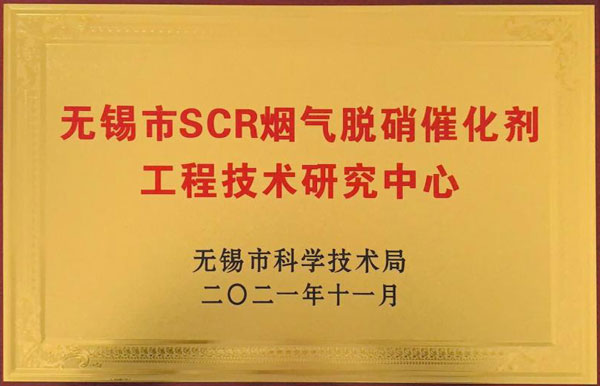 无锡市SCR烟气脱硝催化剂
工程技术研究中心
无锡市科学技术局
二〇二一年十一月